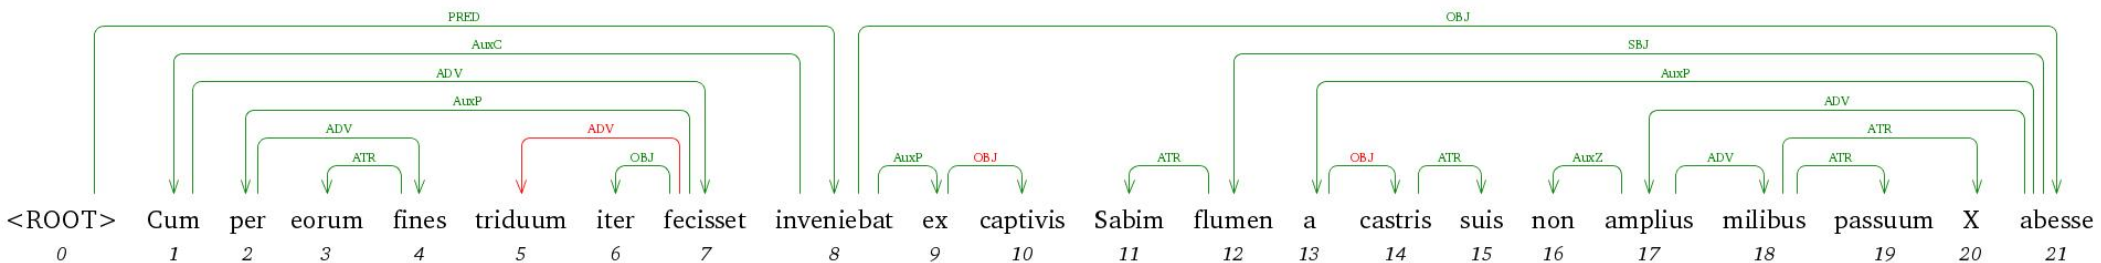 PRED OBJ
AuxC SBJ
ADV AuxP
AuxP ADV
ADV ADV ATR
ATR OBJ AuxP OBJ ATR OBJ ATR AuxZ ADV ATR
<ROOT> Cum per eorum fines triduum iter fecisset inveniebat ex captivis Sabim flumen a castris suis non amplius milibus passuum X abesse
0 1 2 3 4 5 6 7 8 9 10 11 12 13 14 15 16 17 18 19 20 21